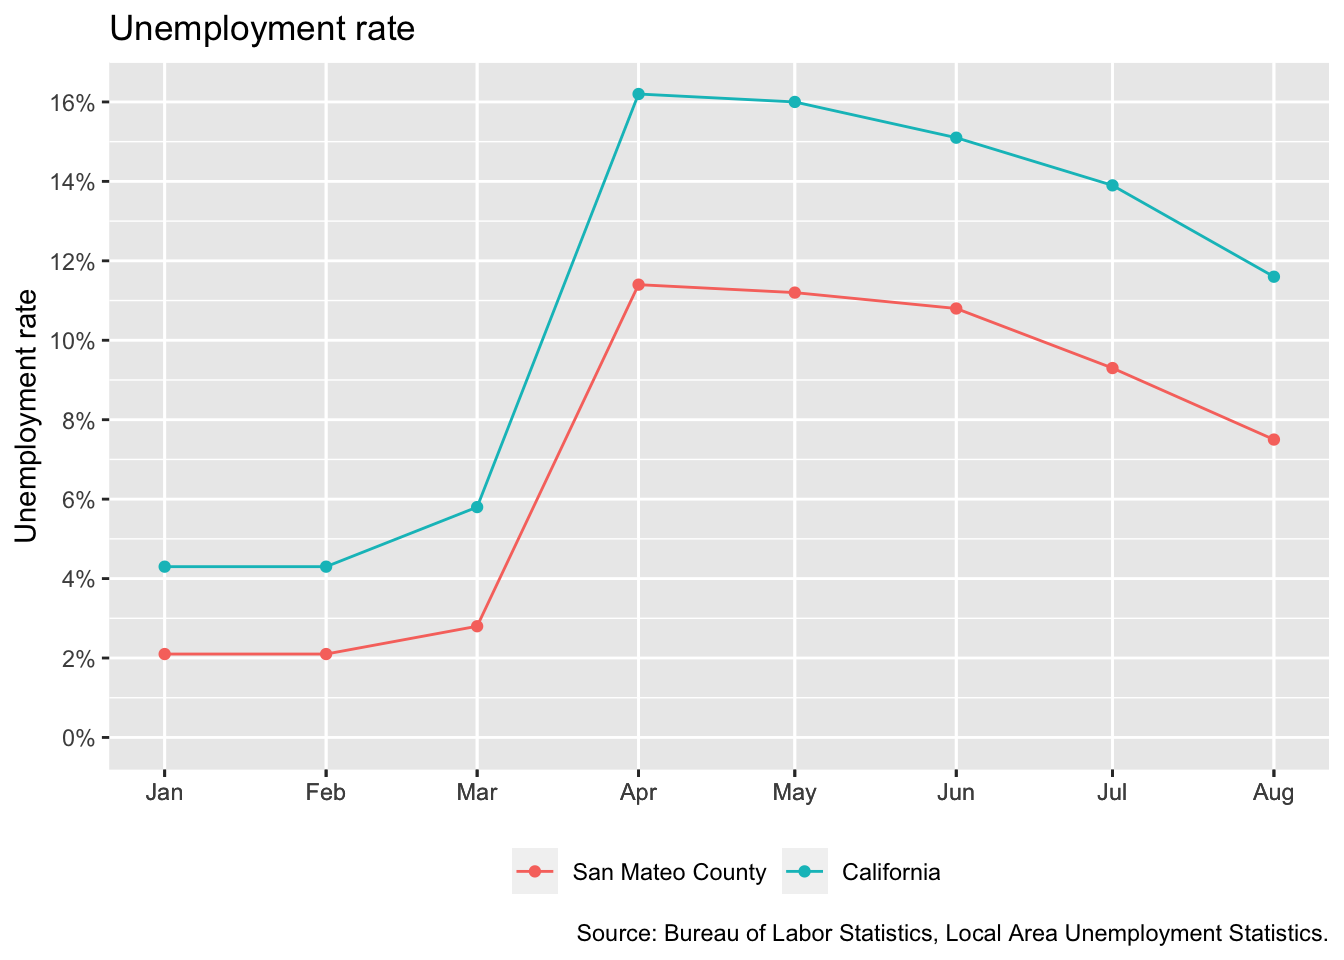 Unemployment rate
Unemployment rate
16%
14%
12%
10%
8%
6%
4%
2%
0%
Jan Feb Mar Apr May Jun Jul Aug
San Mateo County California
Source: Bureau of Labor Statistics, Local Area Unemployment Statistics.